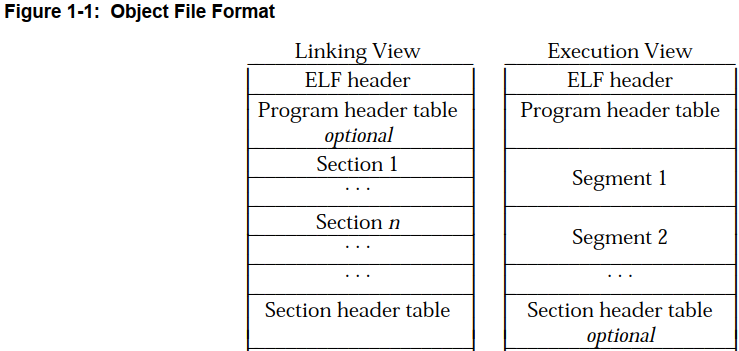 Figure 1-1: Object File Format
Linking View
ELF header
Program header table
optional
Section 1
. . .
Section n
. . .
. . .
Section header table
Execution View
ELF header
Program header table
Segment 1
Segment 2
. . .
Section header table
optional